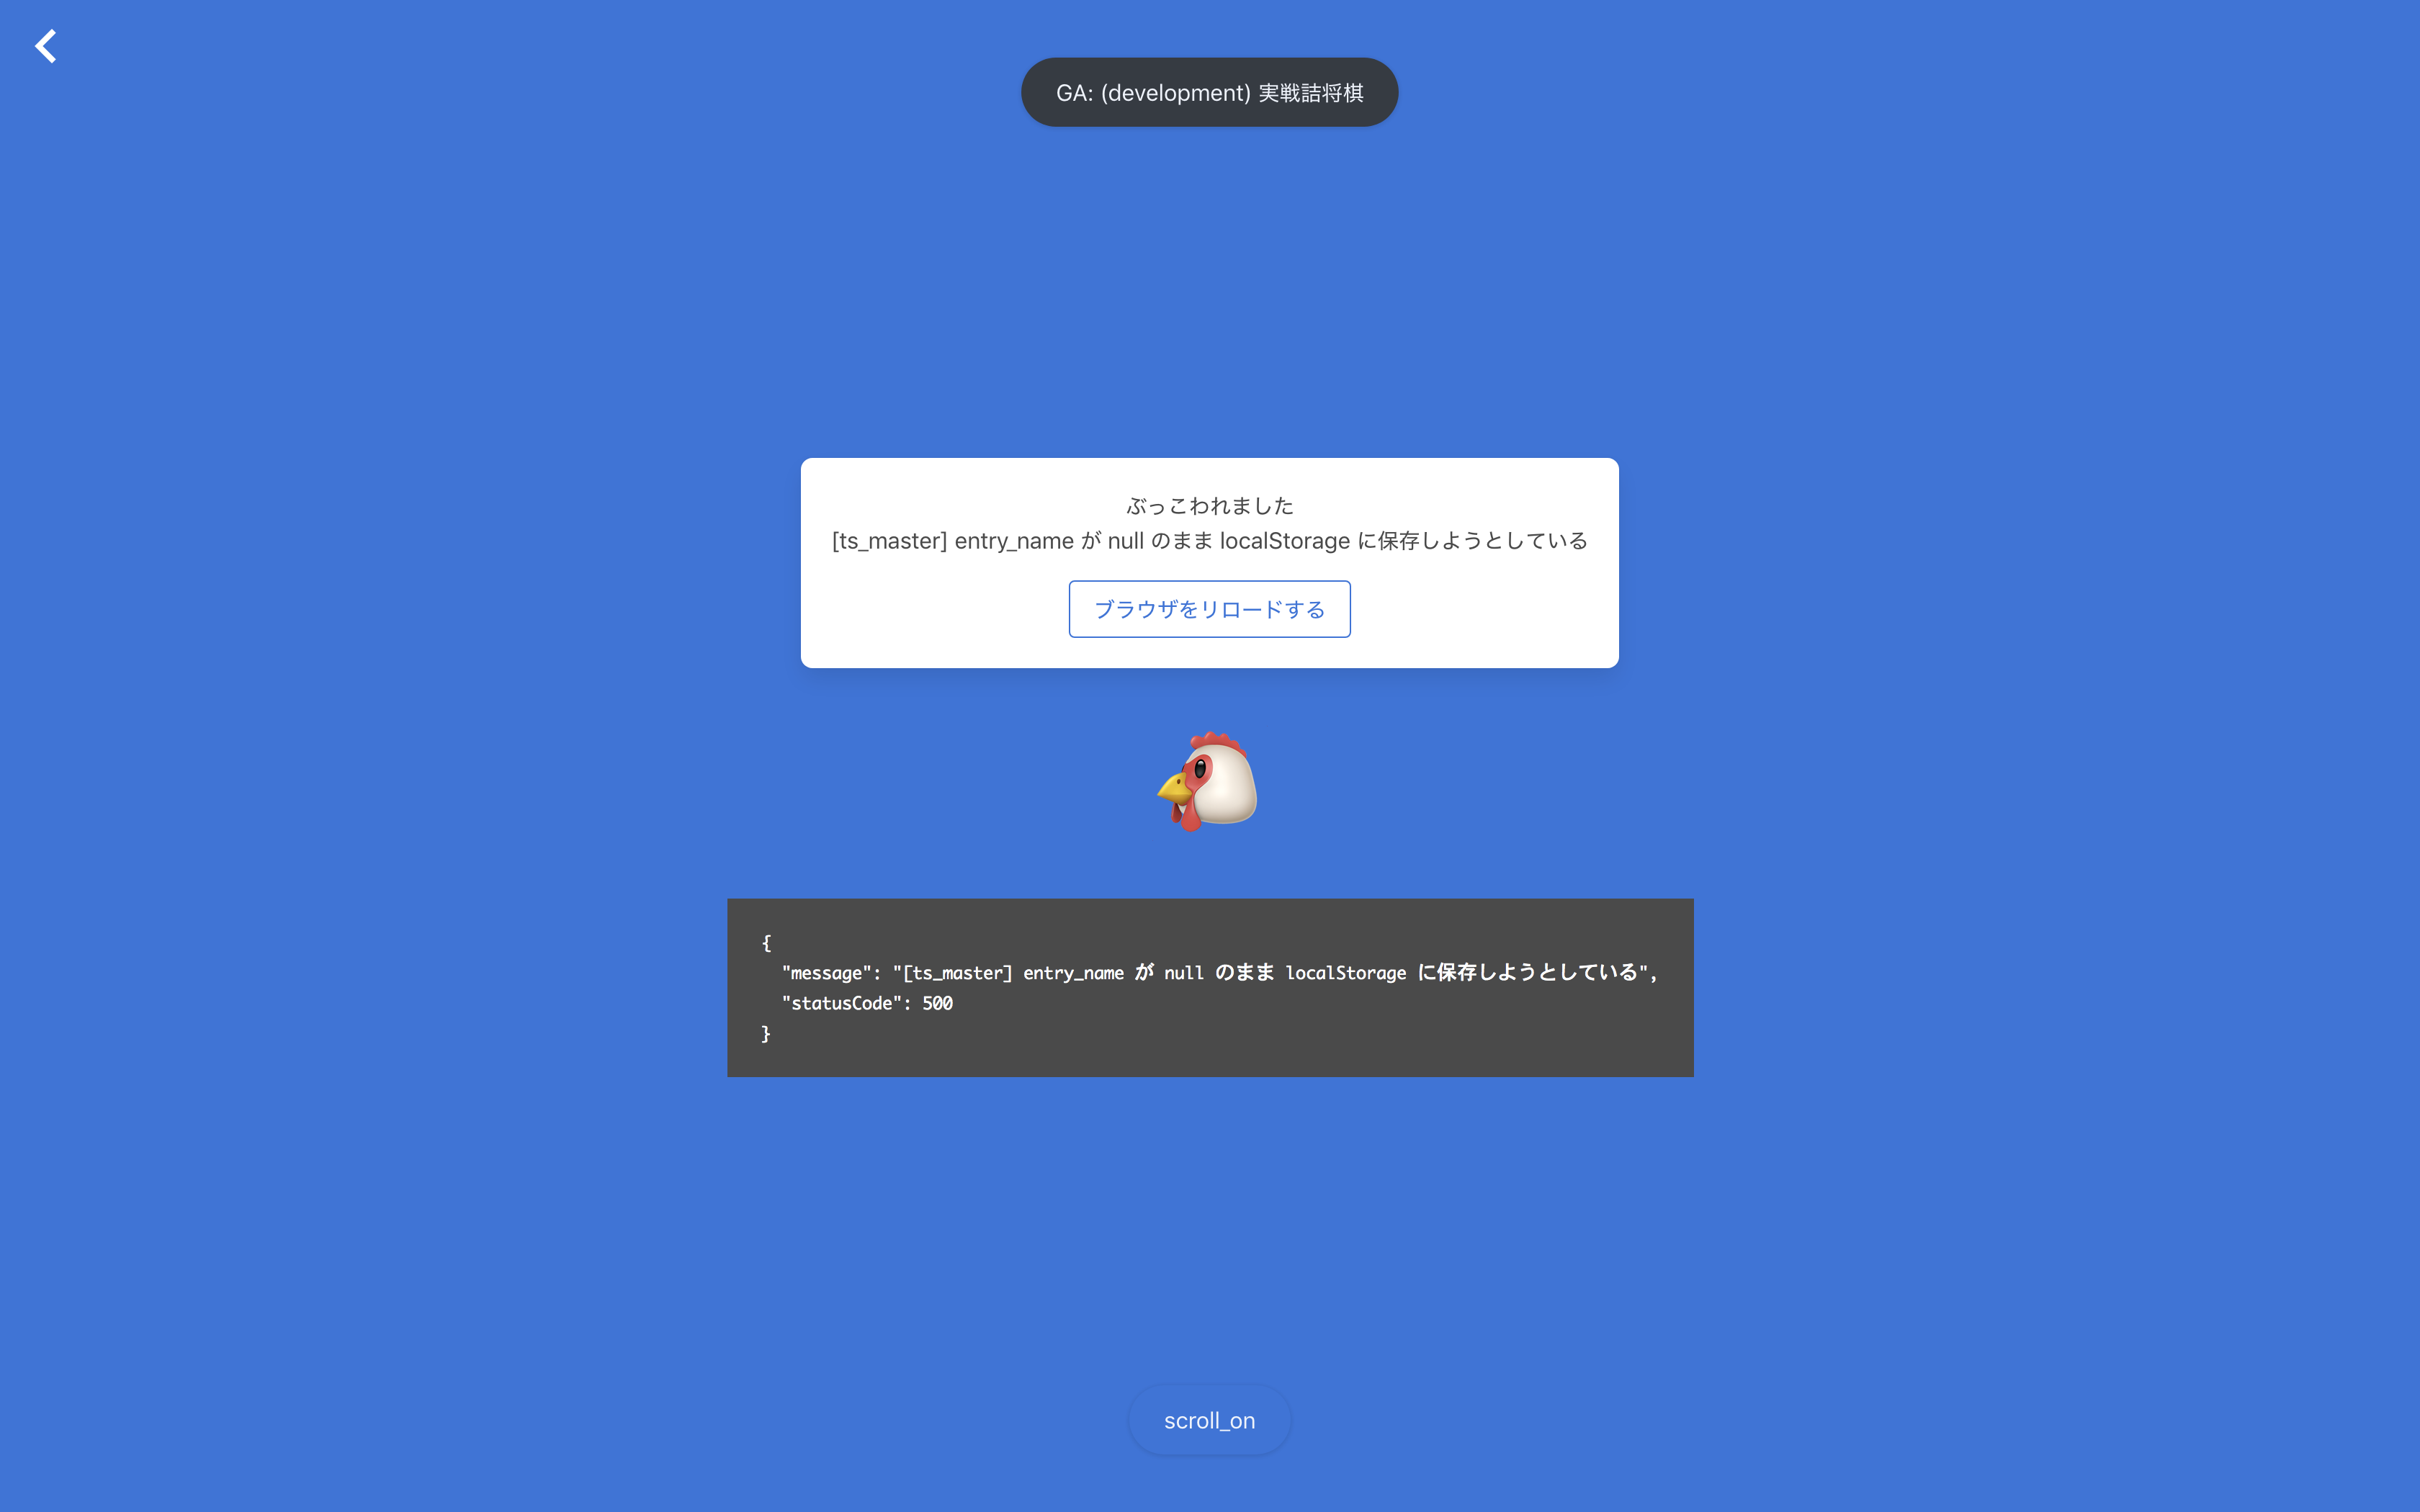 GA: (development) 実戦詰将棋
ぶっこわれました
[ts_master] entry_name が null のまま localStorage に保存しようとしている
ブラウザをリロードする
{
  "message": "[ts_master] entry_name が null のまま localStorage に保存しようとしている",
  "statusCode": 500
}
scroll_on